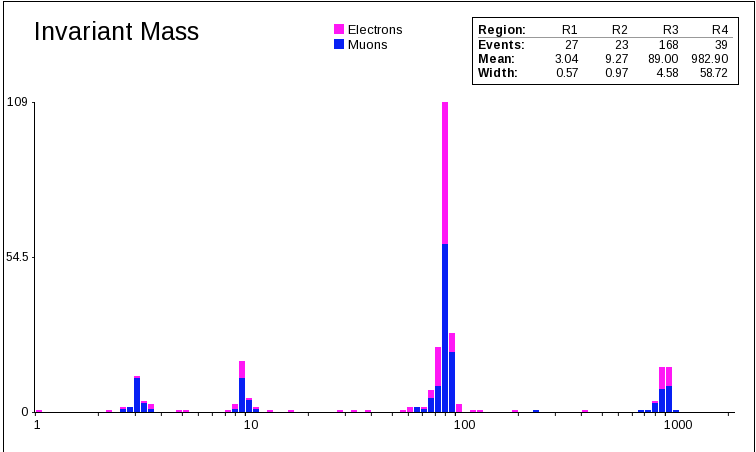 Invariant Mass
Electrons
Muons
Region: R1 R2 R3 R4
Events: 27 23 168 39
Mean: 3.04 9.27 89.00 982.90
Width: 0.57 0.97 4.58 58.72
109
54.5
0
1 10 100 1000